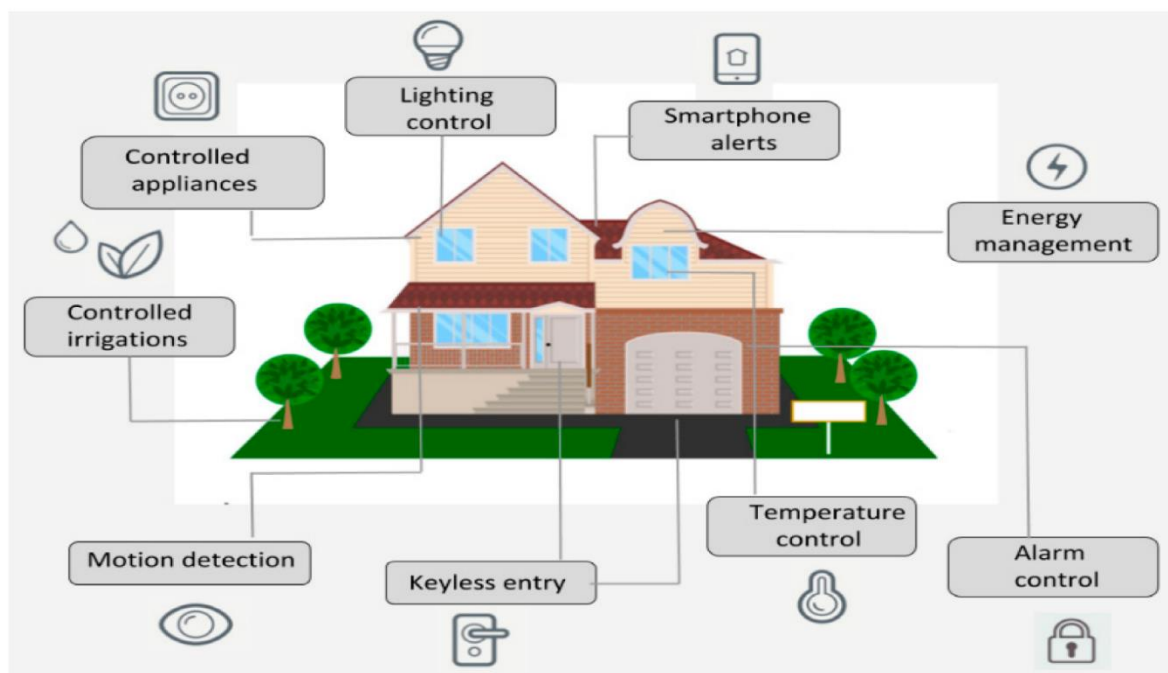 Lighting
control
Smartphone
alerts
Controlled
appliances
Energy
management
Controlled
irrigations
Motion detection
Keyless entry
Temperature
control
Alarm
control